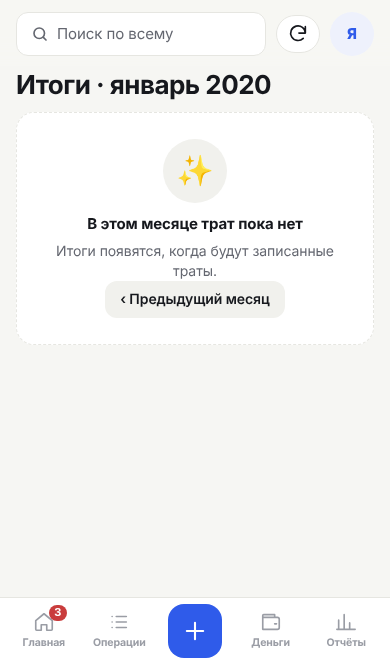 Поиск по всему
Я
Итоги · январь 2020
В этом месяце трат пока нет
Итоги появятся, когда будут записанные
траты.
‹ Предыдущий месяц
3
Главная
Операции
Деньги
Отчёты